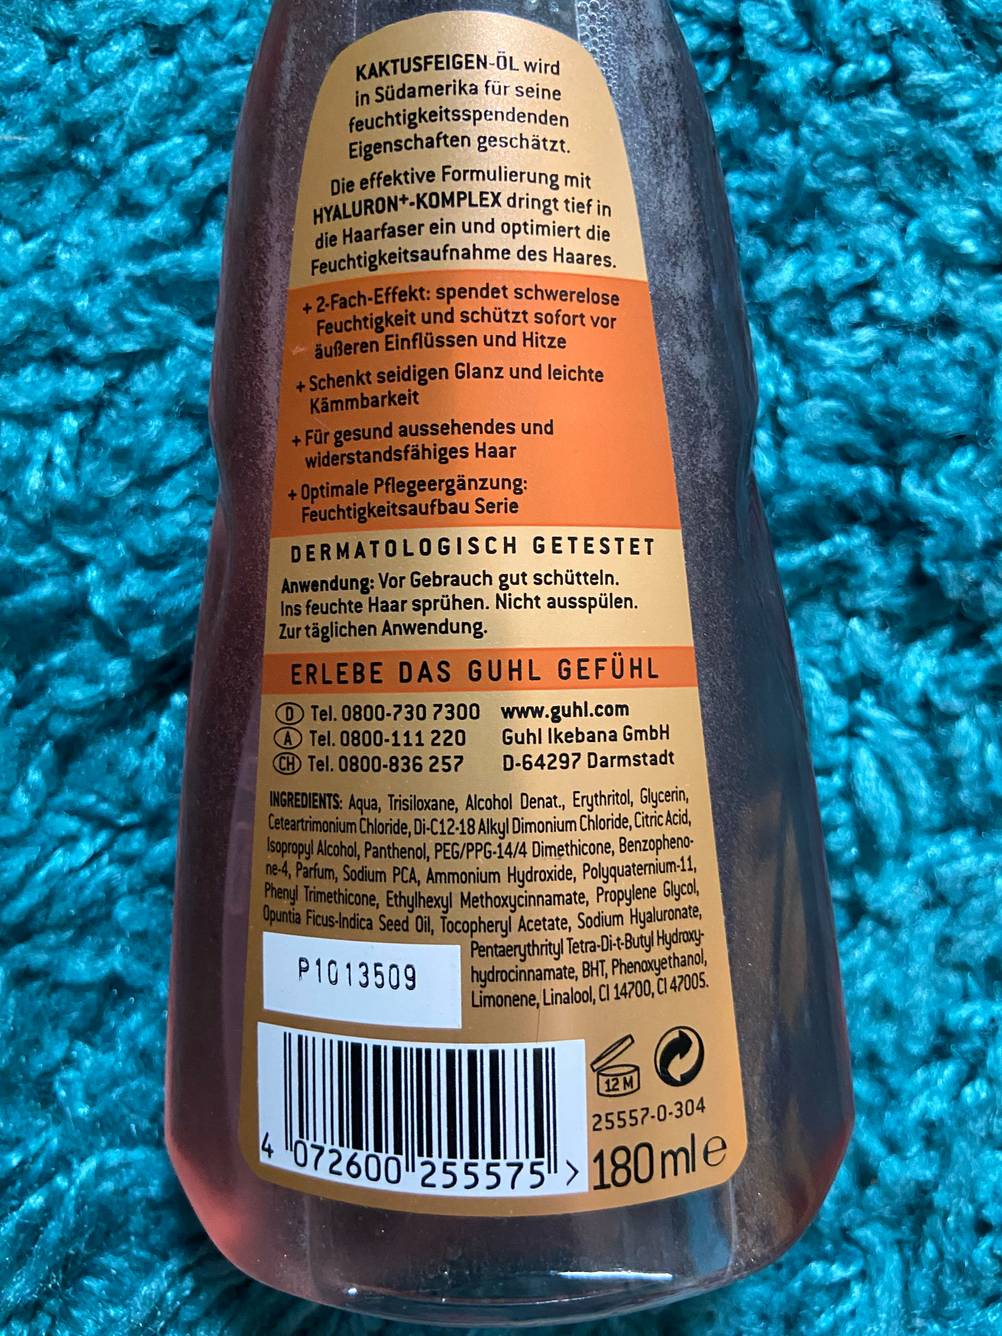 KAKTUSFEIGEN-ÖL wird
in Südamerika für seine
feuchtigkeitsspendenden
Eigenschaften geschätzt.
Die effektive Formulierung mit
HYALURON+-KOMPLEX dringt tief in
die Haarfaser ein und optimiert die
Feuchtigkeitsaufnahme des Haares.
+ 2-Fach-Effekt: spendet schwerelose
Feuchtigkeit und schützt sofort vor
äußeren Einflüssen und Hitze
+ Schenkt seidigen Glanz und leichte
Kämmbarkeit
+ Für gesund aussehendes und
widerstandsfähiges Haar
+ Optimale Pflegeergänzung:
Feuchtigkeitsaufbau Serie
DERMATOLOGISCH GETESTET
Anwendung: Vor Gebrauch gut schütteln.
Ins feuchte Haar sprühen. Nicht ausspülen.
Zur täglichen Anwendung.
ERLEBE DAS GUHL GEFÜHL
D Tel. 0800-730 7300 www.guhl.com
A Tel. 0800-111 220 Guhl Ikebana GmbH
CH Tel. 0800-836 257 D-64297 Darmstadt
INGREDIENTS: Aqua, Trisiloxane, Alcohol Denat., Erythritol, Glycerin,
Ceteartrimonium Chloride, Di-C12-18 Alkyl Dimonium Chloride, Citric Acid,
Isopropyl Alcohol, Panthenol, PEG/PPG-14/4 Dimethicone, Benzopheno-
ne-4, Parfum, Sodium PCA, Ammonium Hydroxide, Polyquaternium-11,
Phenyl Trimethicone, Ethylhexyl Methoxycinnamate, Propylene Glycol,
Opuntia Ficus-Indica Seed Oil, Tocopheryl Acetate, Sodium Hyaluronate,
Pentaerythrityl Tetra-Di-t-Butyl Hydroxy-
hydrocinnamate, BHT, Phenoxyethanol,
Limonene, Linalool, CI 14700, CI 47005.
P1013509
12 M
25557-0-304
4 072600 255575 >
180 ml e